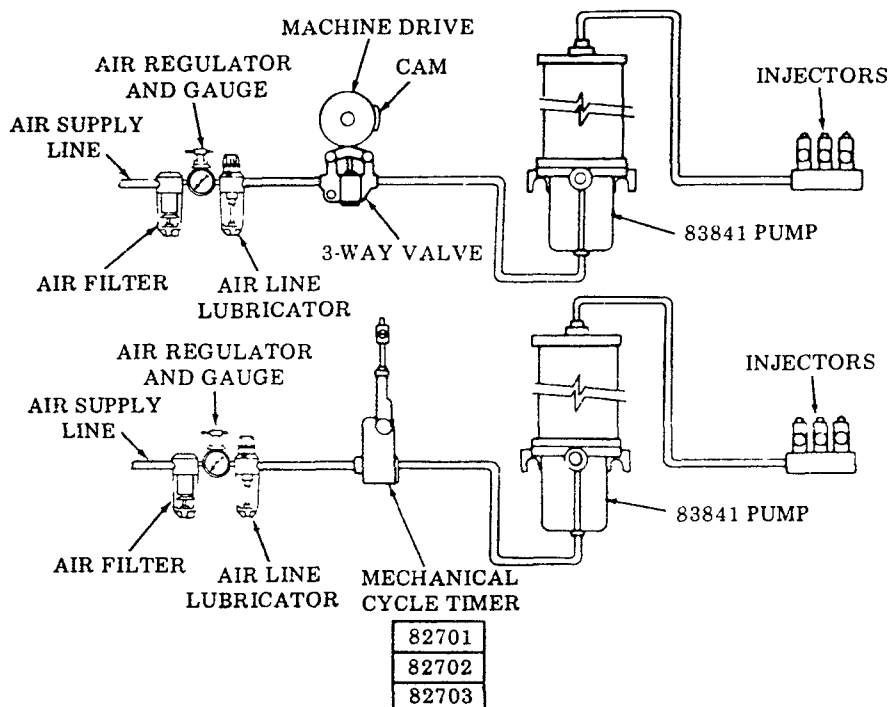 MACHINE DRIVE
AIR REGULATOR
AND GAUGE
CAM
INJECTORS
AIR SUPPLY
LINE
3-WAY VALVE
83841 PUMP
AIR FILTER
AIR LINE
LUBRICATOR
AIR REGULATOR
AND GAUGE
INJECTORS
AIR SUPPLY
LINE
83841 PUMP
AIR FILTER
AIR LINE
LUBRICATOR
MECHANICAL
CYCLE TIMER
82701
82702
82703